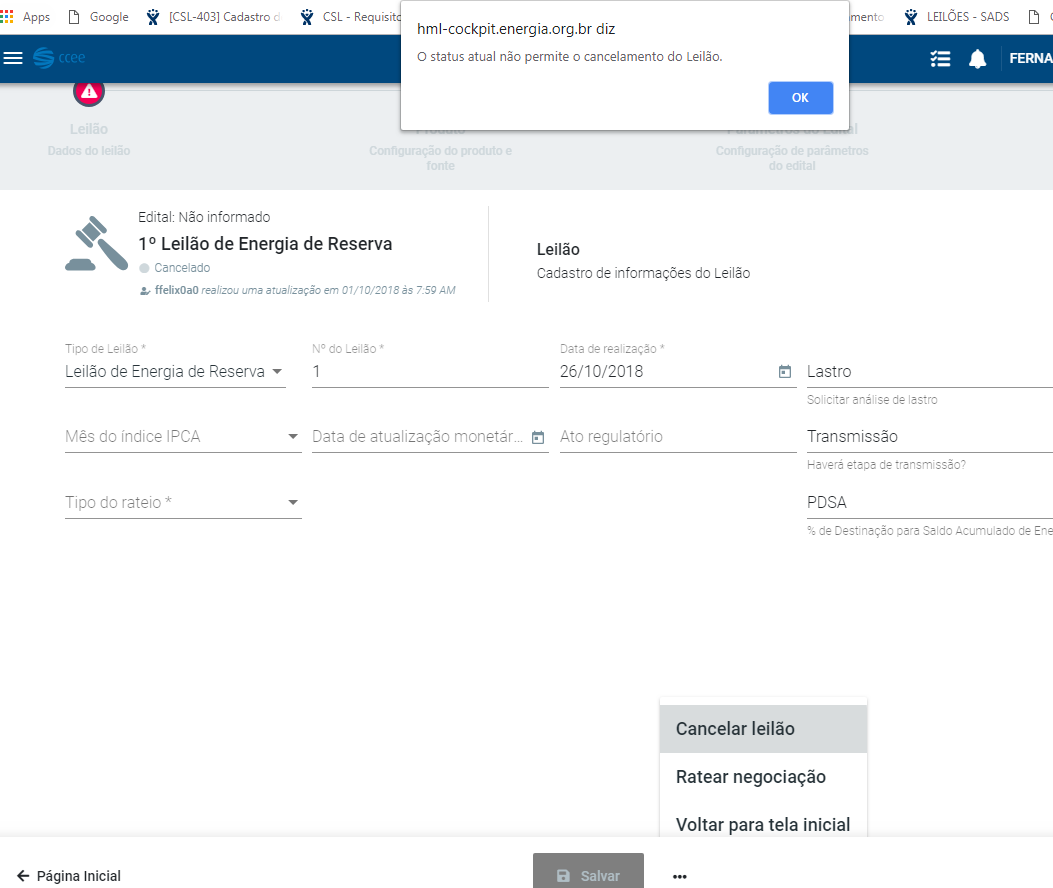 Apps
Google
[CSL-403] Cadastro d
CSL - Requisito
mento
LEILÕES - SADS
hml-cockpit.energia.org.br diz
O status atual não permite o cancelamento do Leilão.
OK
ccee
FERNA
Leilão
Dados do leilão
Produto
Configuração do produto e
fonte
Parâmetros do Edital
Configuração de parâmetros
do edital
Edital: Não informado
1º Leilão de Energia de Reserva
Cancelado
ffelix0a0 realizou uma atualização em 01/10/2018 às 7:59 AM
Leilão
Cadastro de informações do Leilão
Tipo de Leilão *
Leilão de Energia de Reserva
Nº do Leilão *
1
Data de realização *
26/10/2018
Lastro
Solicitar análise de lastro
Mês do índice IPCA
Data de atualização monetár...
Ato regulatório
Transmissão
Haverá etapa de transmissão?
Tipo do rateio *
PDSA
% de Destinação para Saldo Acumulado de Ene
Cancelar leilão
Ratear negociação
Voltar para tela inicial
Página Inicial
Salvar